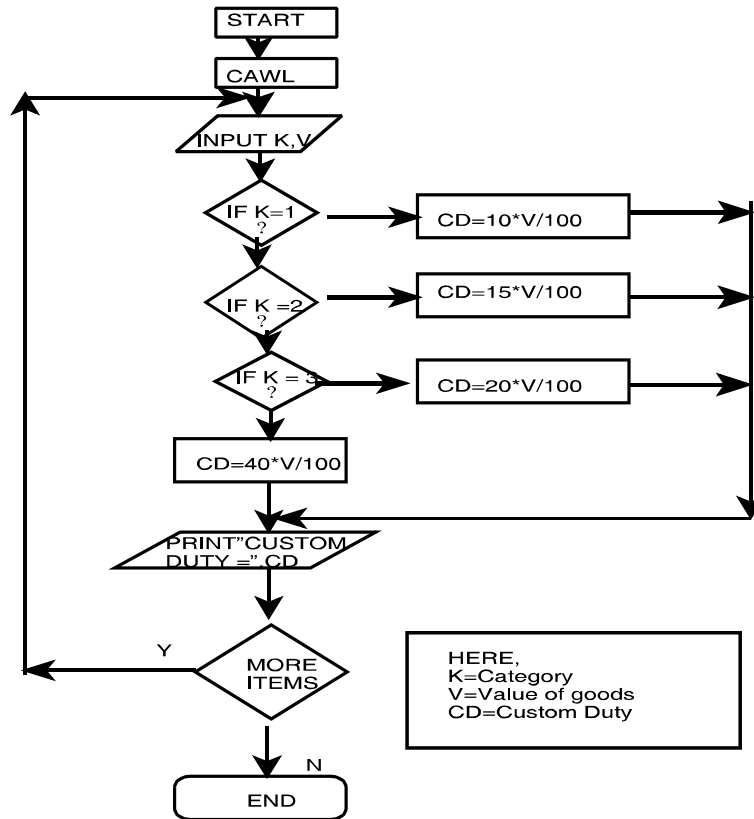 START
CAWL
INPUT K,V
IF K=1
?
CD=10*V/100
IF K =2
?
CD=15*V/100
IF K = 3
?
CD=20*V/100
CD=40*V/100
PRINT"CUSTOM
DUTY =".CD
Y
MORE
ITEMS
N
END
HERE,
K=Category
V=Value of goods
CD=Custom Duty